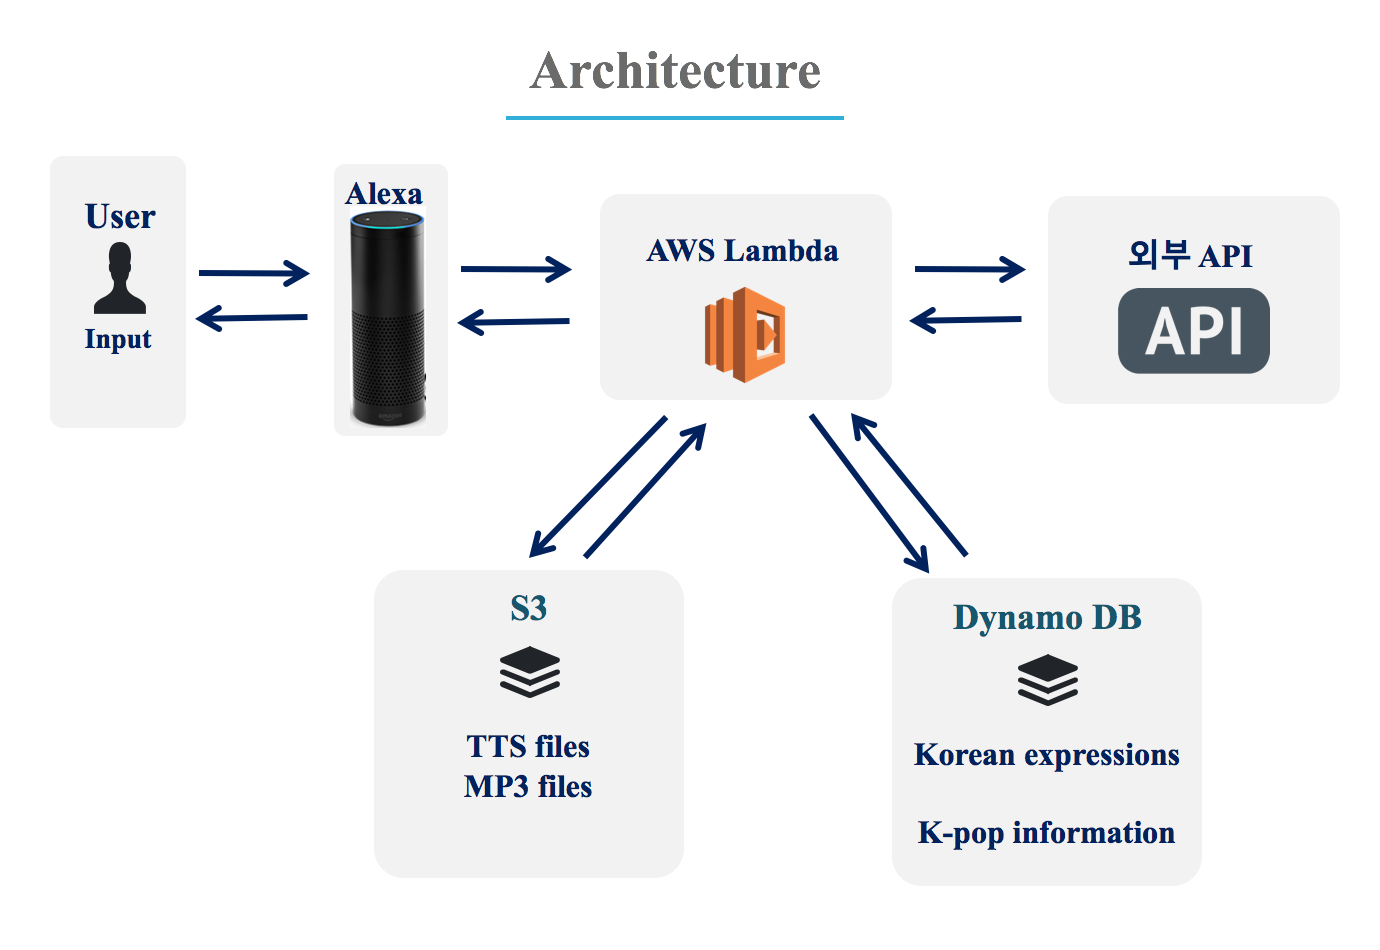 Architecture
User
Input
Alexa
amazon
AWS Lambda
외부 API
API
S3
TTS files
MP3 files
Dynamo DB
Korean expressions
K-pop information